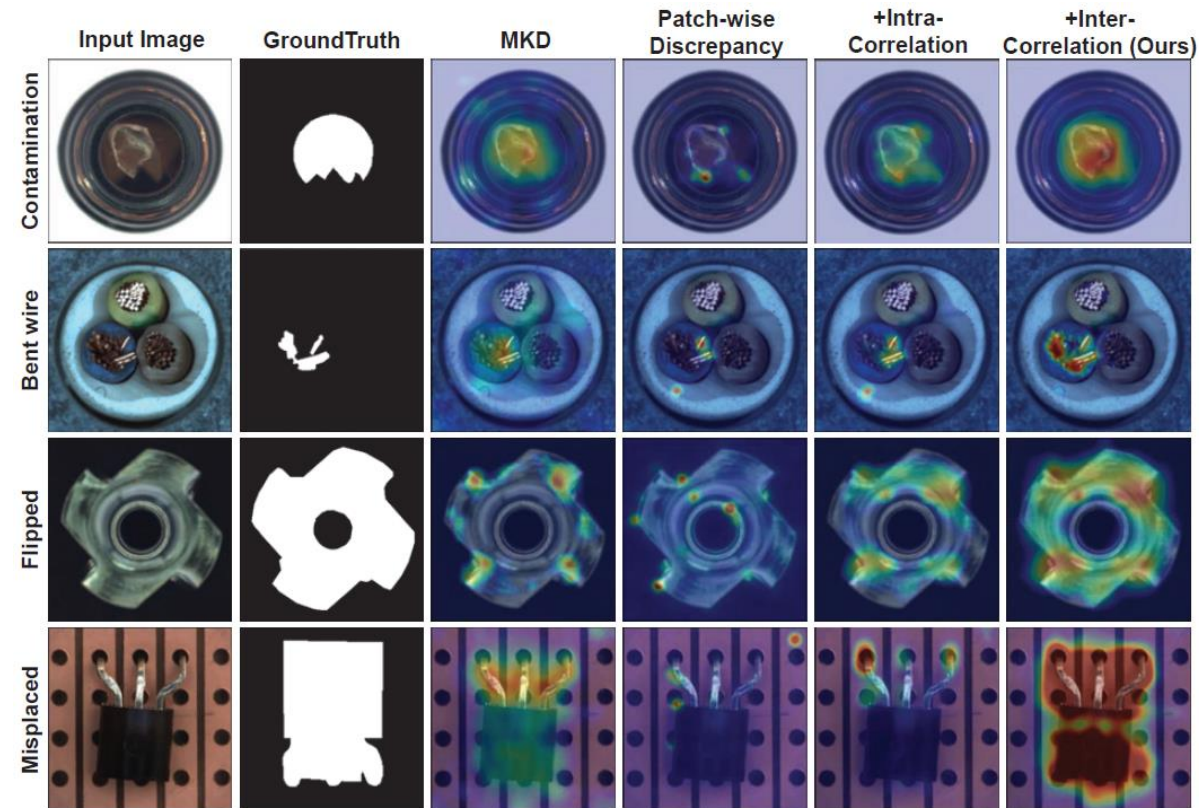 Input Image
GroundTruth
MKD
Patch-wise
Discrepancy
+Intra-
Correlation
+Inter-
Correlation (Ours)
Contamination
Bent wire
Flipped
Misplaced